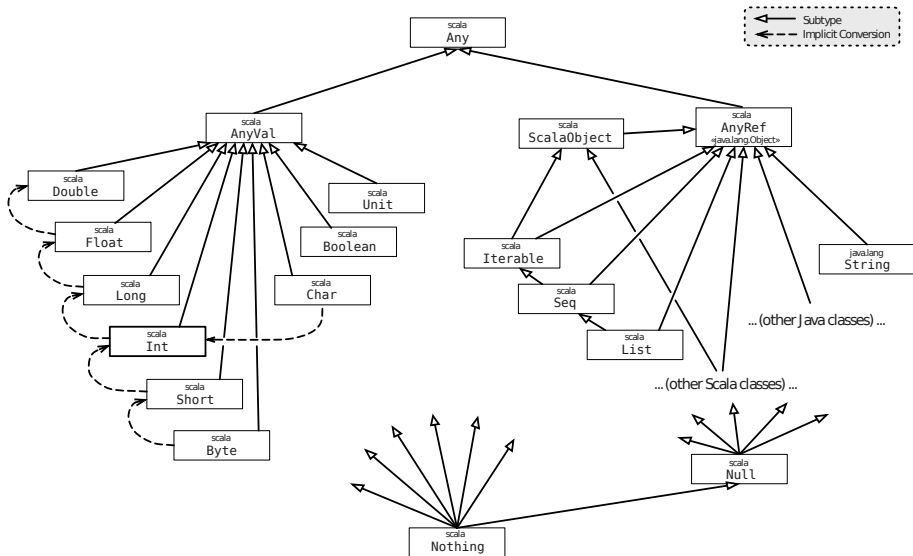 Subtype
Implicit Conversion
scala
Any
scala
AnyVal
scala
ScalaObject
scala
AnyRef
«java.lang.Object»
scala
Double
scala
Unit
scala
Float
scala
Boolean
scala
Iterable
java.lang
String
scala
Long
scala
Char
scala
Seq
... (other Java classes) ...
scala
Int
scala
List
scala
Short
... (other Scala classes) ...
scala
Byte
scala
Null
scala
Nothing